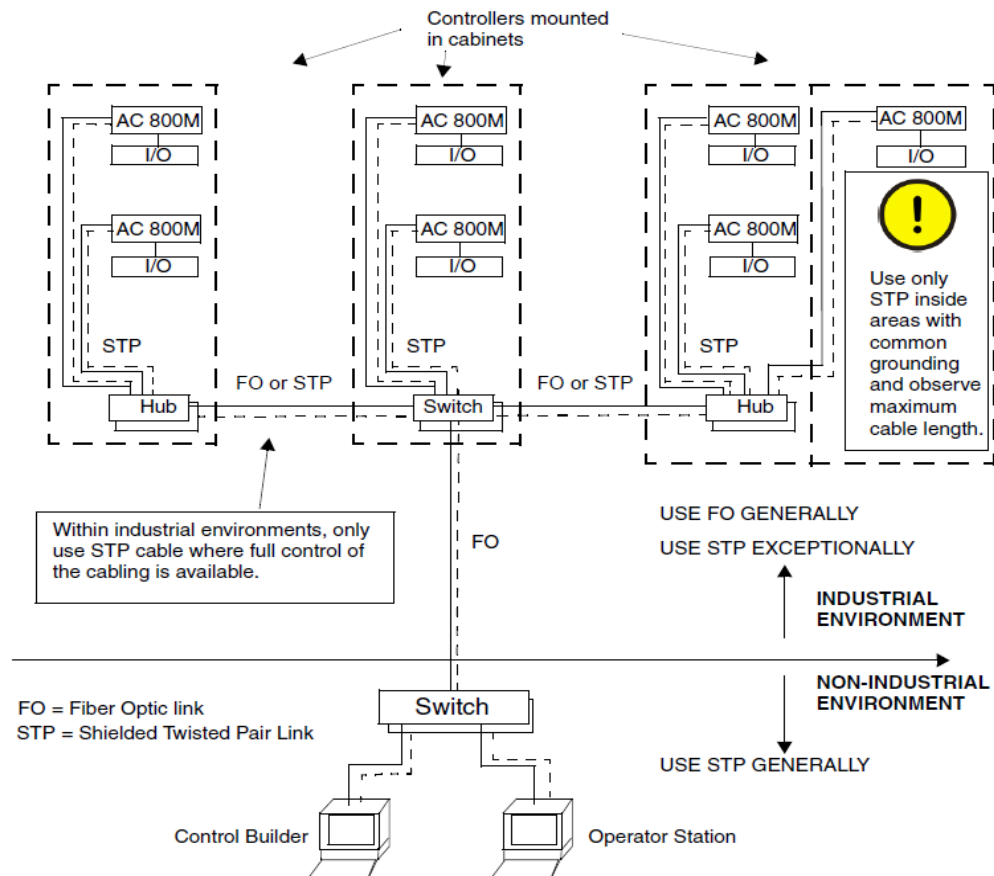 Controllers mounted
in cabinets
AC 800M
I/O
AC 800M
I/O
STP
Hub
FO or STP
AC 800M
I/O
AC 800M
I/O
STP
Switch
FO or STP
AC 800M
I/O
AC 800M
I/O
STP
Hub
AC 800M
I/O
!
Use only
STP inside
areas with
common
grounding
and observe
maximum
cable length.
Within industrial environments, only
use STP cable where full control of
the cabling is available.
FO
USE FO GENERALLY
USE STP EXCEPTIONALLY
INDUSTRIAL
ENVIRONMENT
NON-INDUSTRIAL
ENVIRONMENT
USE STP GENERALLY
FO = Fiber Optic link
STP = Shielded Twisted Pair Link
Switch
Control Builder
Operator Station